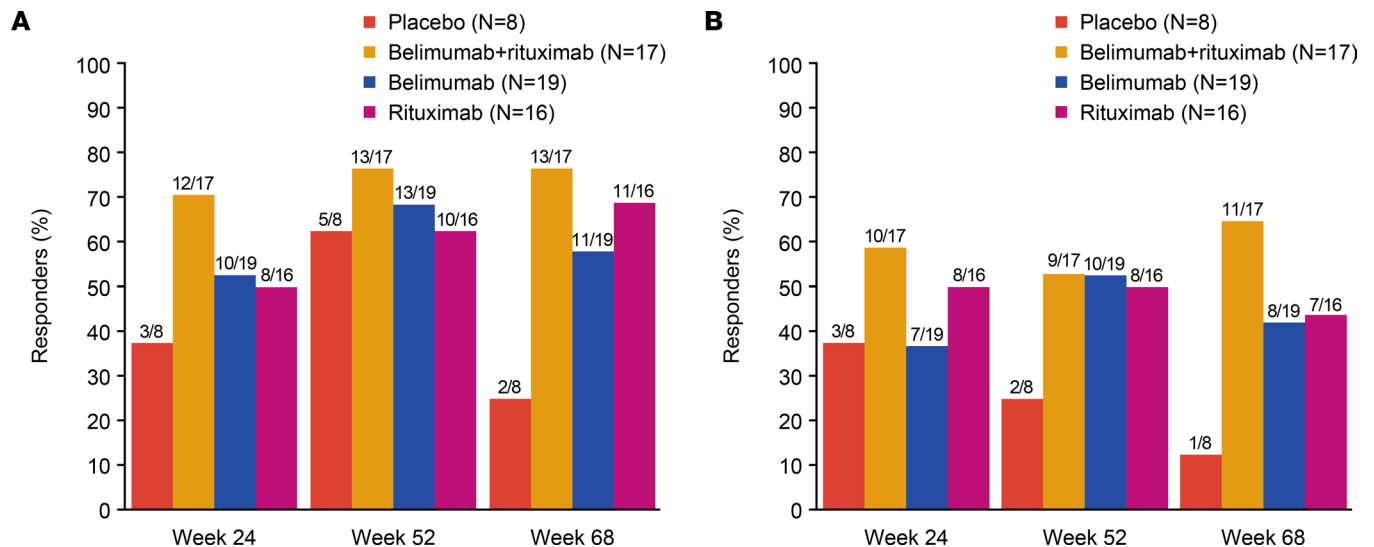 A
Placebo (N=8)
Belimumab+rituximab (N=17)
Belimumab (N=19)
Rituximab (N=16)
Responders (%)
100
90
80
70
60
50
40
30
20
10
0
3/8
12/17
10/19
8/16
5/8
13/17
13/19
10/16
2/8
13/17
11/19
11/16
Week 24
Week 52
Week 68
B
Placebo (N=8)
Belimumab+rituximab (N=17)
Belimumab (N=19)
Rituximab (N=16)
Responders (%)
100
90
80
70
60
50
40
30
20
10
0
3/8
10/17
7/19
8/16
2/8
9/17
10/19
8/16
1/8
11/17
8/19
7/16
Week 24
Week 52
Week 68